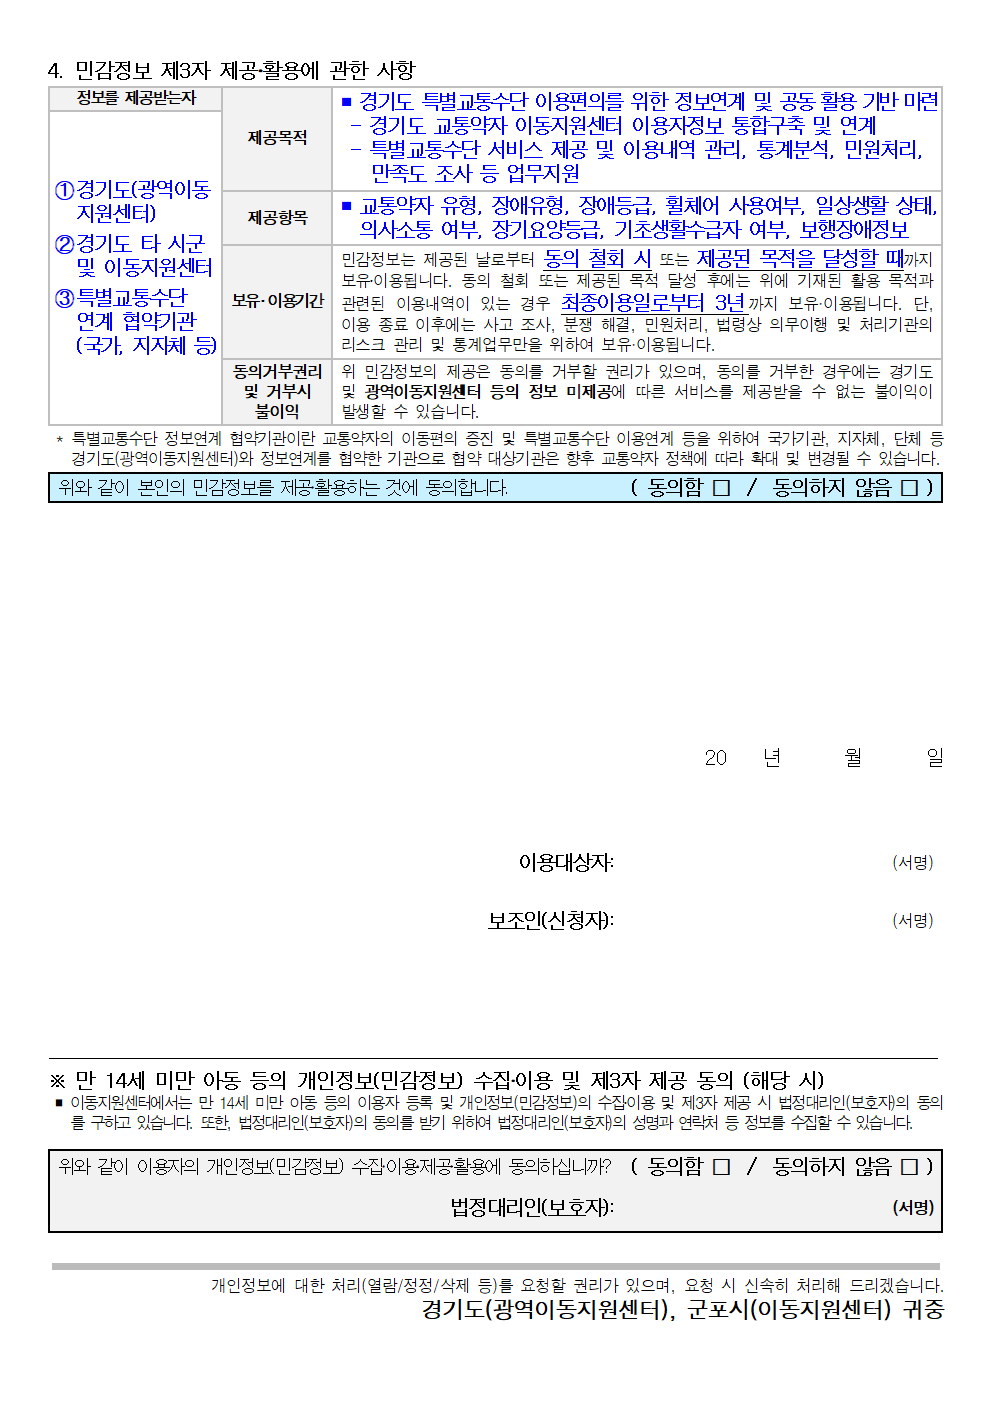 4. 민감정보 제3자 제공·활용에 관한 사항
정보를 제공받는자
①경기도(광역이동
지원센터)
②경기도 타 시군
및 이동지원센터
③특별교통수단
연계 협약기관
(국가, 지자체 등)
제공목적
■ 경기도 특별교통수단 이용편의를 위한 정보연계 및 공동 활용 기반 마련
- 경기도 교통약자 이동지원센터 이용자정보 통합구축 및 연계
- 특별교통수단 서비스 제공 및 이용내역 관리, 통계분석, 민원처리,
만족도 조사 등 업무지원
제공항목
■ 교통약자 유형, 장애유형, 장애등급, 휠체어 사용여부, 일상생활 상태,
의사소통 여부, 장기요양등급, 기초생활수급자 여부, 보행장애정보
보유·이용기간
민감정보는 제공된 날로부터 동의 철회 시 또는 제공된 목적을 달성할 때까지
보유·이용됩니다. 동의 철회 또는 제공된 목적 달성 후에는 위에 기재된 활용 목적과
관련된 이용내역이 있는 경우 최종이용일로부터 3년까지 보유·이용됩니다. 단,
이용 종료 이후에는 사고 조사, 분쟁 해결, 민원처리, 법령상 의무이행 및 처리기관의
리스크 관리 및 통계업무만을 위하여 보유·이용됩니다.
동의거부권리
및 거부시
불이익
위 민감정보의 제공은 동의를 거부할 권리가 있으며, 동의를 거부한 경우에는 경기도
및 광역이동지원센터 등의 정보 미제공에 따른 서비스를 제공받을 수 없는 불이익이
발생할 수 있습니다.
* 특별교통수단 정보연계 협약기관이란 교통약자의 이동편의 증진 및 특별교통수단 이용연계 등을 위하여 국가기관, 지자체, 단체 등
경기도(광역이동지원센터)와 정보연계를 협약한 기관으로 협약 대상기관은 향후 교통약자 정책에 따라 확대 및 변경될 수 있습니다.
위와 같이 본인의 민감정보를 제공·활용하는 것에 동의합니다. ( 동의함 □ / 동의하지 않음 □ )
20 년 월 일
이용대상자: (서명)
보조인(신청자): (서명)
※ 만 14세 미만 아동 등의 개인정보(민감정보) 수집·이용 및 제3자 제공 동의 (해당 시)
■ 이동지원센터에서는 만 14세 미만 아동 등의 이용자 등록 및 개인정보(민감정보)의 수집·이용 및 제3자 제공 시 법정대리인(보호자)의 동의
를 구하고 있습니다. 또한, 법정대리인(보호자)의 동의를 받기 위하여 법정대리인(보호자)의 성명과 연락처 등 정보를 수집할 수 있습니다.
위와 같이 이용자의 개인정보(민감정보) 수집·이용·제공·활용에 동의하십니까? ( 동의함 □ / 동의하지 않음 □ )
법정대리인(보호자): (서명)
개인정보에 대한 처리(열람/정정/삭제 등)를 요청할 권리가 있으며, 요청 시 신속히 처리해 드리겠습니다.
경기도(광역이동지원센터), 군포시(이동지원센터) 귀중